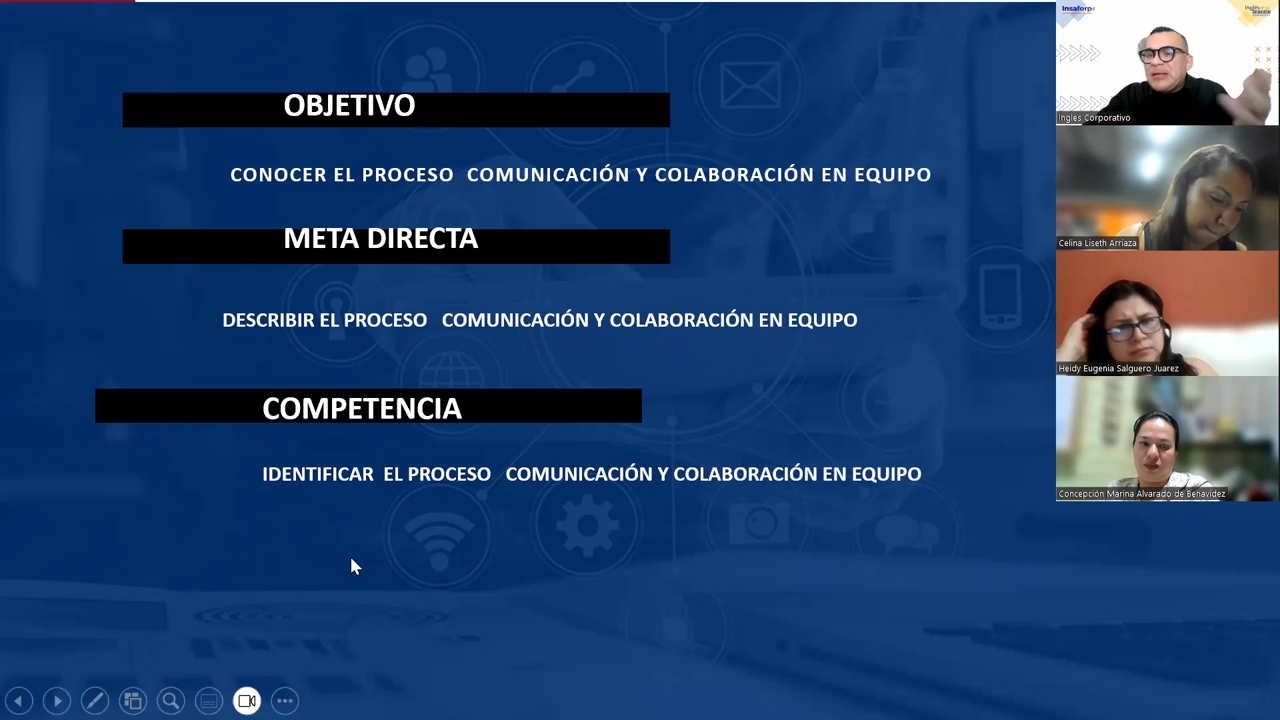 OBJETIVO
CONOCER EL PROCESO COMUNICACIÓN Y COLABORACIÓN EN EQUIPO
META DIRECTA
DESCRIBIR EL PROCESO COMUNICACIÓN Y COLABORACIÓN EN EQUIPO
COMPETENCIA
IDENTIFICAR EL PROCESO COMUNICACIÓN Y COLABORACIÓN EN EQUIPO
Insaforp
Ingles Corporativo
Celina Liseth Arriaza
Heidy Eugenia Salguero Juarez
Concepción Marina Alvarado de Benavidez